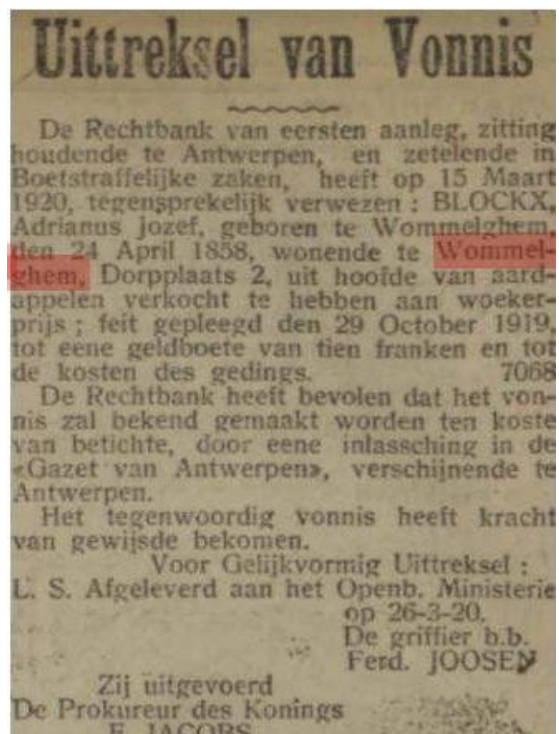 Uittreksel van Vonnis
De Rechtbank van eersten aanleg, zitting
houdende te Antwerpen, en zetelende in
Boetstraffelijke zaken, heeft op 15 Maart
1920, tegensprekelijk verwezen : BLOCKX,
Adrianus Jozef, geboren te Wommelghem,
den 24 April 1858, wonende te Wommel-
ghem, Dorpplaats 2, uit hoofde van aard-
appelen verkocht te hebben aan woeker-
prijs ; feit gepleegd den 29 October 1919,
tot eene geldboete van tien franken en tot
de kosten des gedings. 7068
De Rechtbank heeft bevolen dat het von-
nis zal bekend gemaakt worden ten koste
van betichte, door eene inlassching in de
«Gazet van Antwerpen», verschijnende te
Antwerpen.
Het tegenwoordig vonnis heeft kracht
van gewijsde bekomen.
Voor Gelijkvormig Uittreksel :
L. S. Afgeleverd aan het Openb. Ministerie
op 26-3-20.
De griffier b.b.
Ferd. JOOSEN
Zij uitgevoerd
De Prokureur des Konings
E. JACOBS